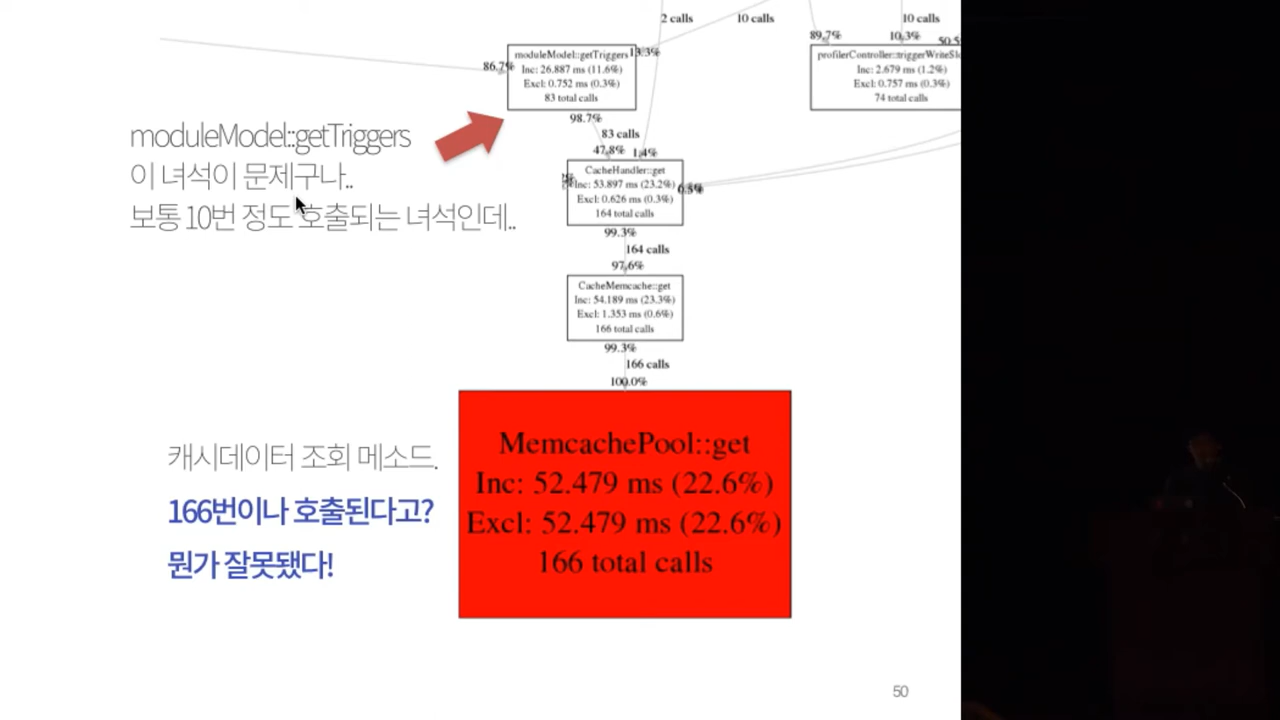 2 calls
10 calls
10 calls
89.7%
10.3%
50.5%
moduleModel::getTriggers
Inc: 26.887 ms (11.6%)
Excl: 0.752 ms (0.3%)
83 total calls
13.3%
86.7%
profilerController::triggerWriteSl
Inc: 2.679 ms (1.2%)
Excl: 0.757 ms (0.3%)
74 total calls
98.7%
83 calls
47.8%
1.4%
moduleModel::getTriggers
이 녀석이 문제구나..
보통 10번 정도 호출되는 녀석인데..
CacheHandler::get
Inc: 53.897 ms (23.2%)
Excl: 0.626 ms (0.3%)
164 total calls
99.3%
164 calls
97.6%
CacheMemcache::get
Inc: 54.189 ms (23.3%)
Excl: 1.353 ms (0.6%)
166 total calls
99.3%
166 calls
100.0%
캐시데이터 조회 메소드.
166번이나 호출된다고?
뭔가 잘못됐다!
MemcachePool::get
Inc: 52.479 ms (22.6%)
Excl: 52.479 ms (22.6%)
166 total calls
50